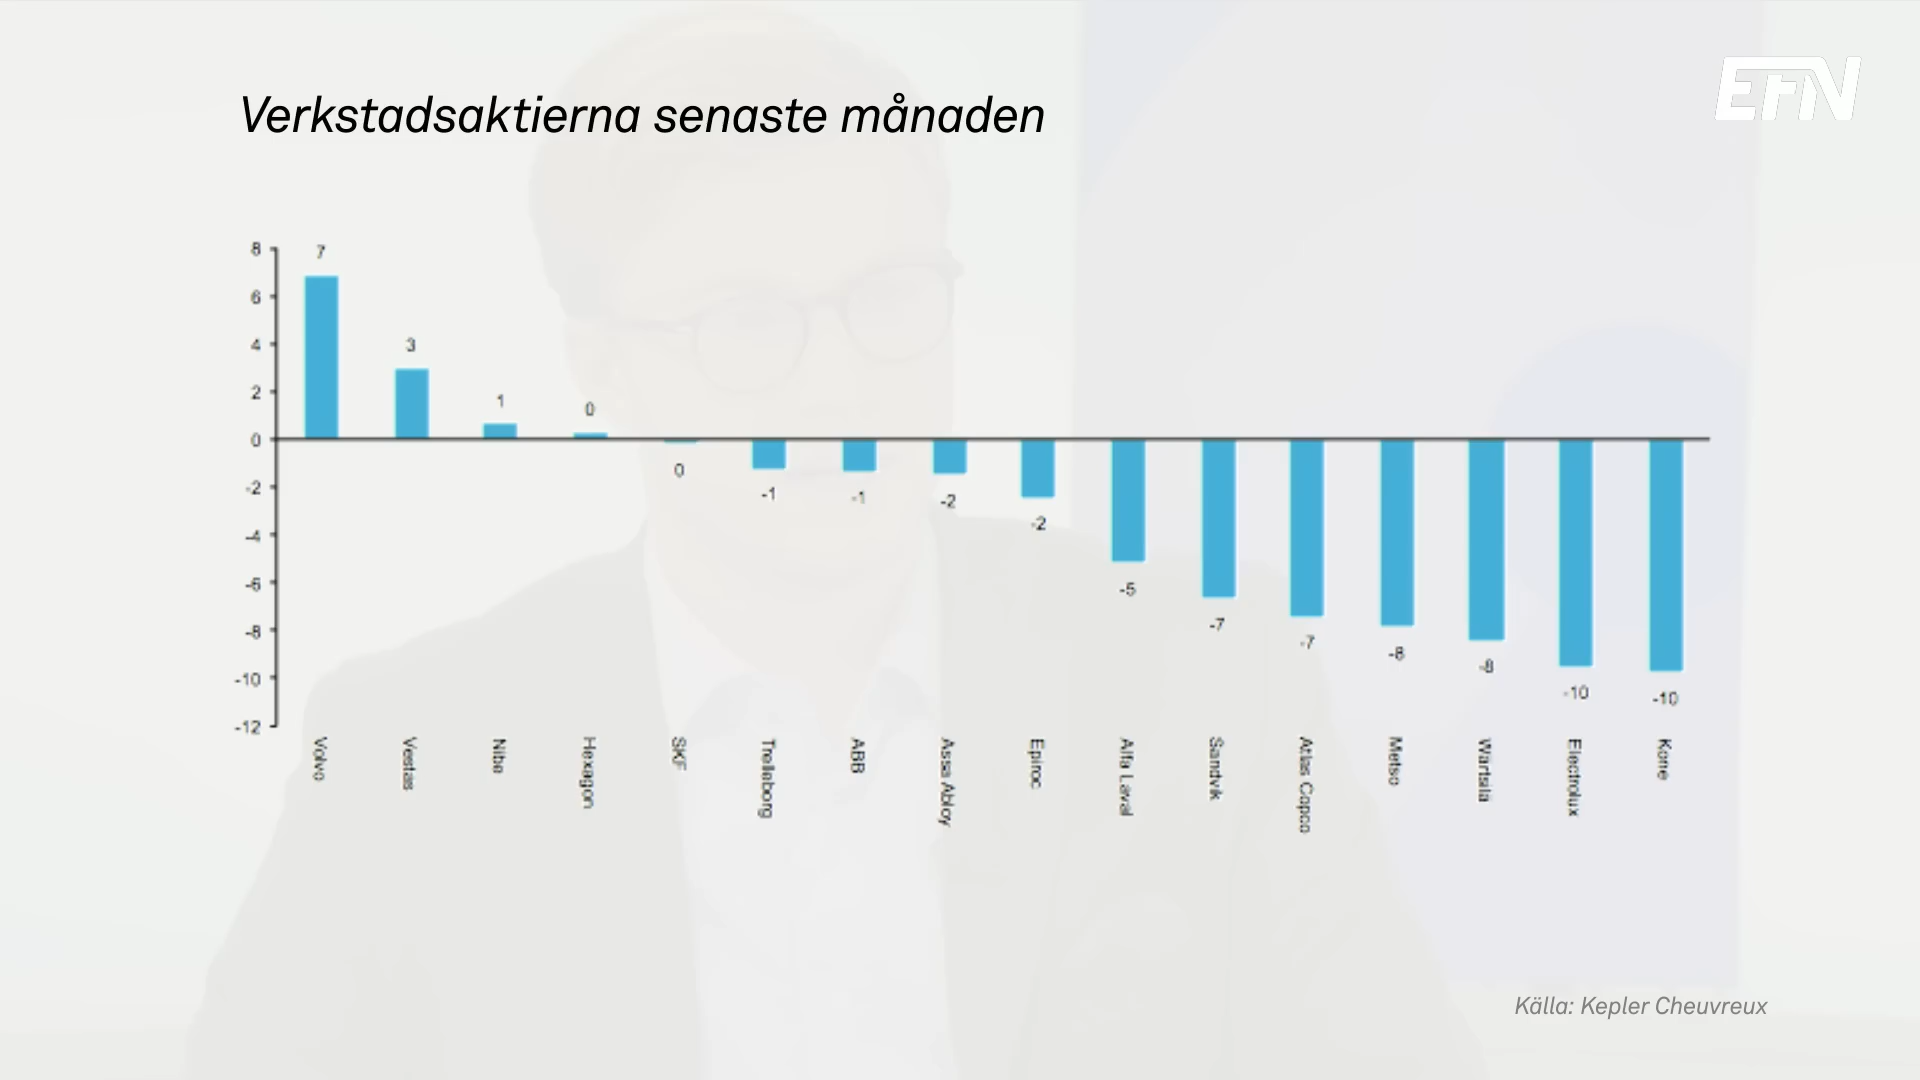 EFN
Verkstadsaktierna senaste månaden
8
6
4
2
0
-2
-4
-6
-8
-10
-12
7
3
1
0
0
-1
-1
-2
-2
-5
-7
-7
-8
-8
-10
-10
Volvo
Vestas
Nibe
Hexagon
SKF
Trelleborg
ABB
Assa Abloy
Epiroc
Alfa Laval
Sandvik
Atlas Copco
Metso
Wärtsilä
Electrolux
Kone
Källa: Kepler Cheuvreux